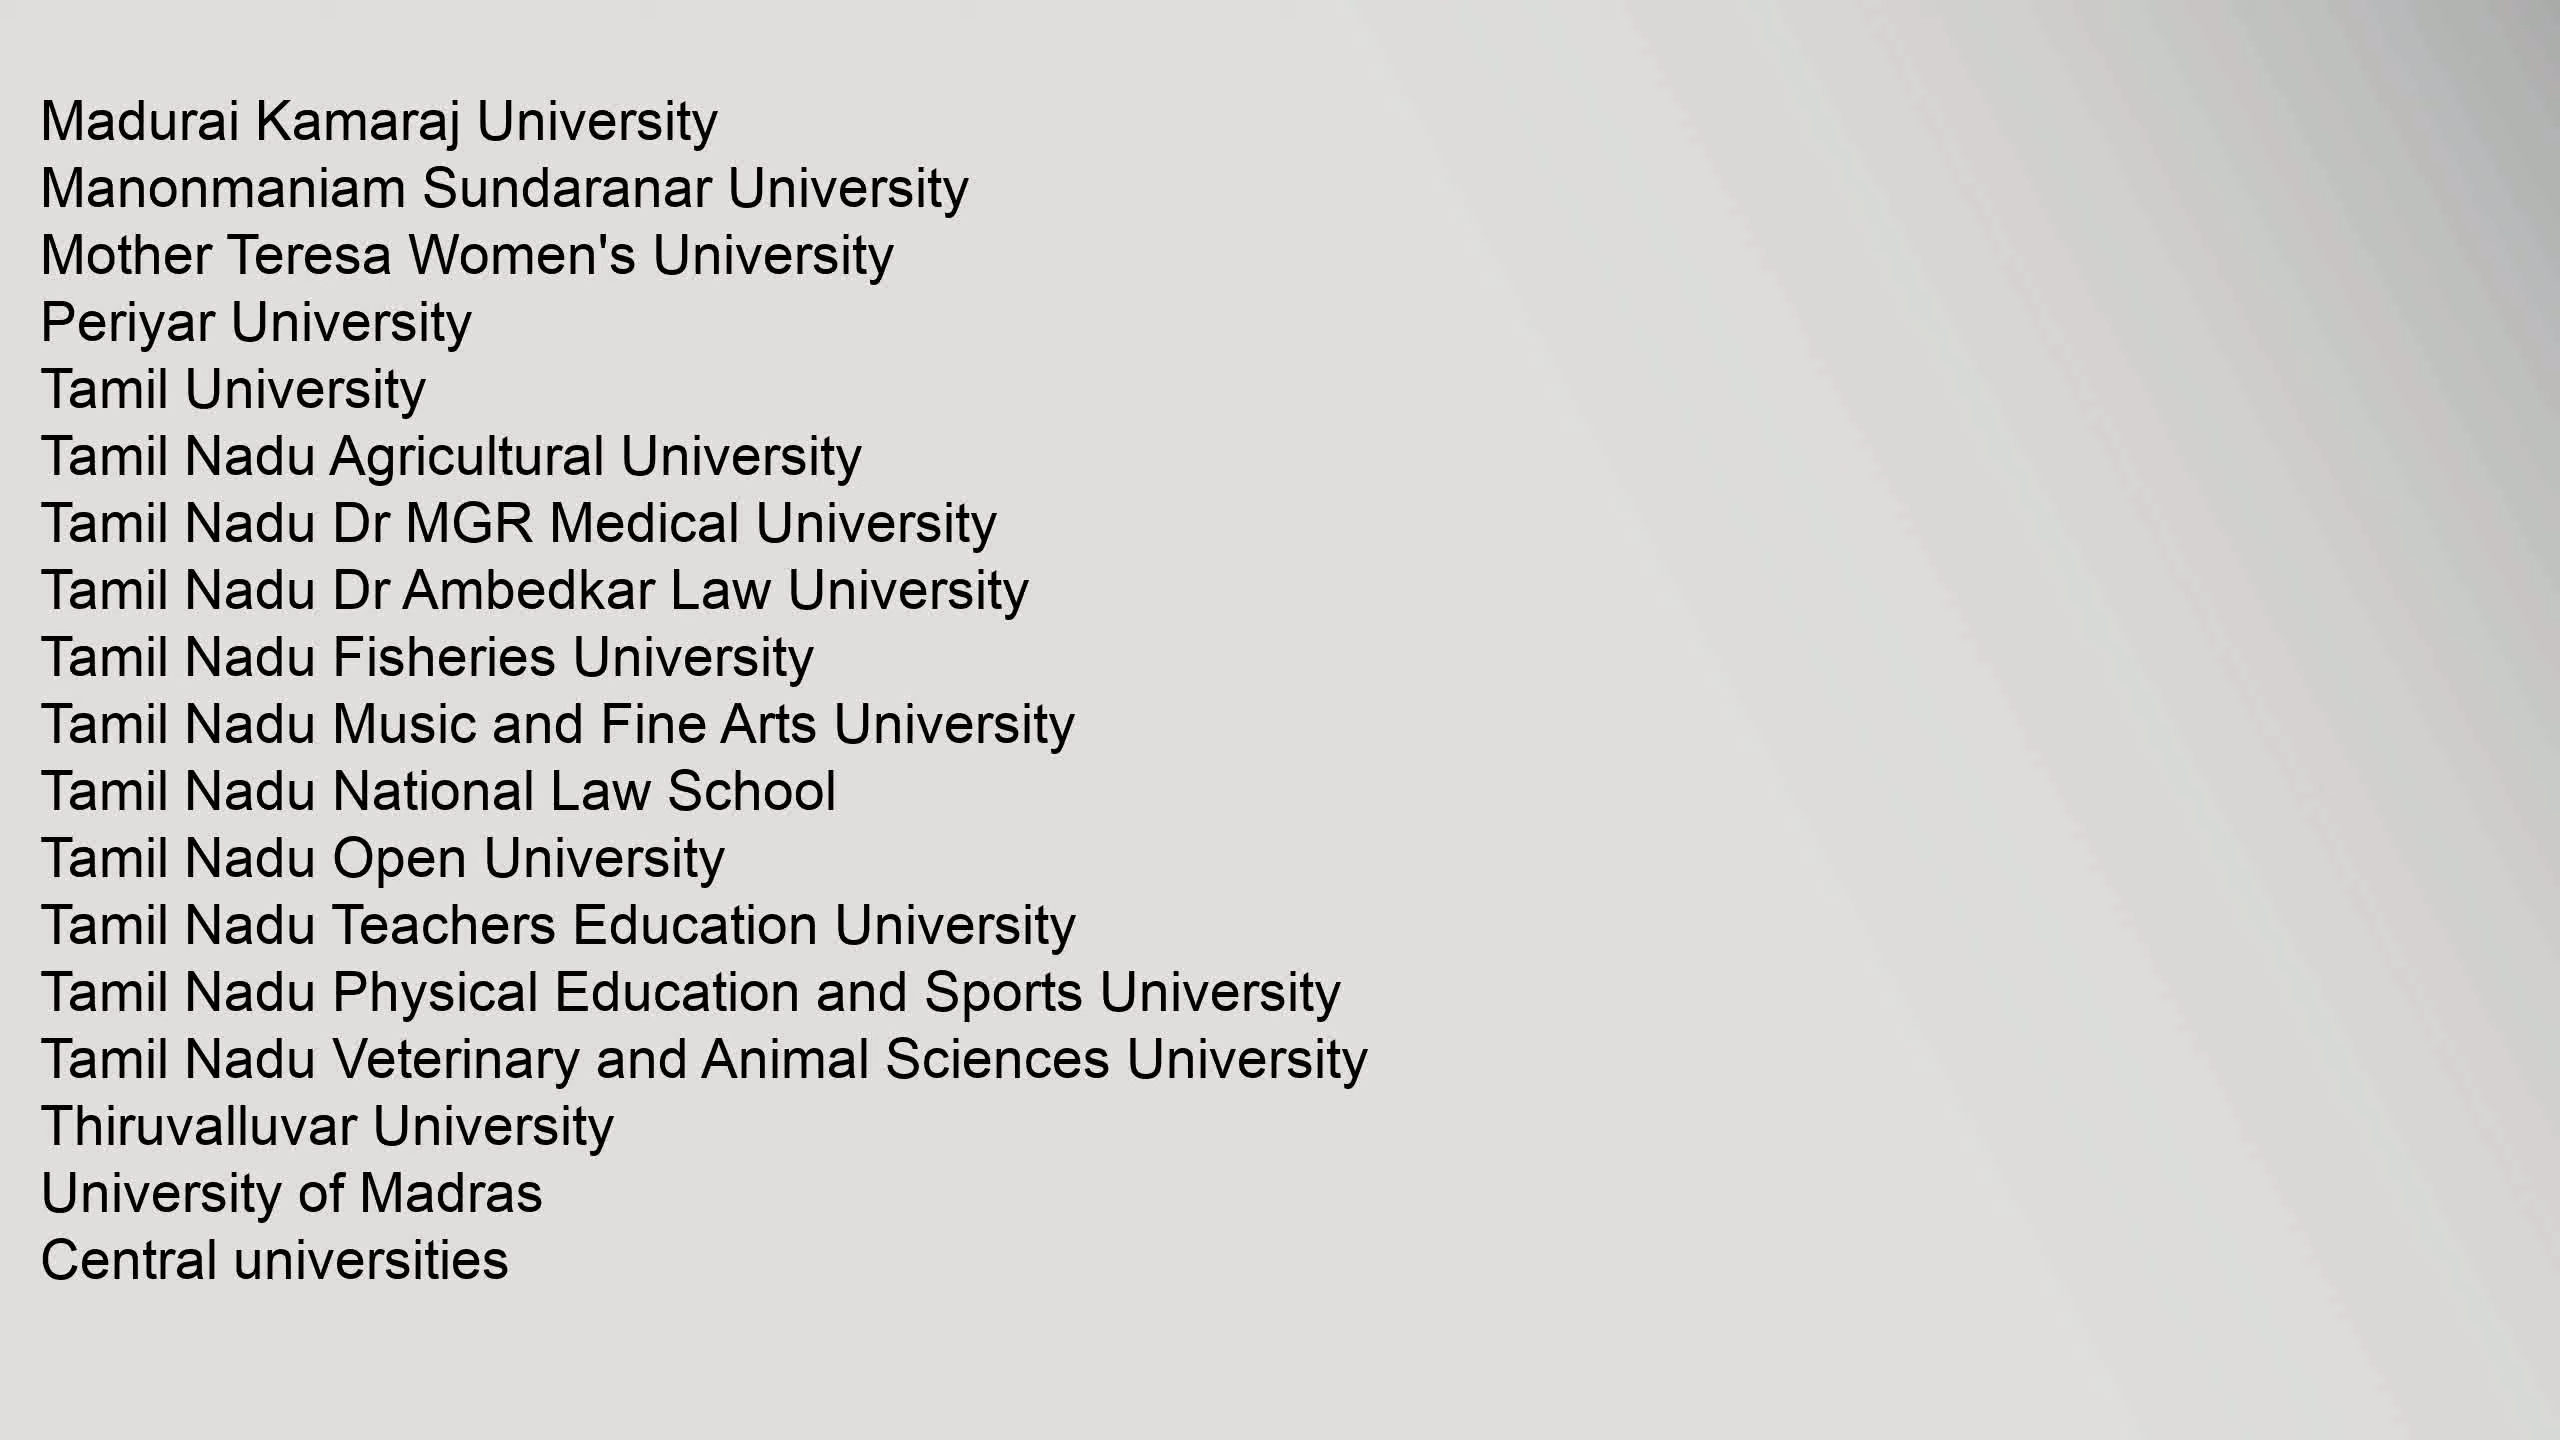 Madurai Kamaraj University
Manonmaniam Sundaranar University
Mother Teresa Women's University
Periyar University
Tamil University
Tamil Nadu Agricultural University
Tamil Nadu Dr MGR Medical University
Tamil Nadu Dr Ambedkar Law University
Tamil Nadu Fisheries University
Tamil Nadu Music and Fine Arts University
Tamil Nadu National Law School
Tamil Nadu Open University
Tamil Nadu Teachers Education University
Tamil Nadu Physical Education and Sports University
Tamil Nadu Veterinary and Animal Sciences University
Thiruvalluvar University
University of Madras
Central universities